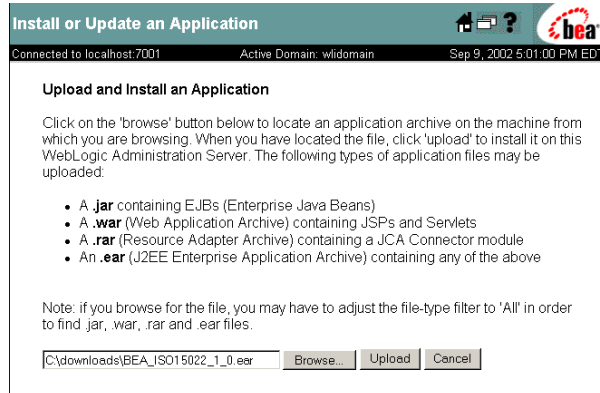 Install or Update an Application
?
bea
Connected to localhost:7001 Active Domain: wlidomain Sep 9, 2002 5:01:00 PM EDT
Upload and Install an Application
Click on the 'browse' button below to locate an application archive on the machine from
which you are browsing. When you have located the file, click 'upload' to install it on this
WebLogic Administration Server. The following types of application files may be
uploaded:
• A .jar containing EJBs (Enterprise Java Beans)
• A .war (Web Application Archive) containing JSPs and Servlets
• A .rar (Resource Adapter Archive) containing a JCA Connector module
• An .ear (J2EE Enterprise Application Archive) containing any of the above
Note: if you browse for the file, you may have to adjust the file-type filter to 'All' in order
to find .jar, .war, .rar and .ear files.
C:\downloads\BEA_ISO15022_1_0.ear Browse... Upload Cancel